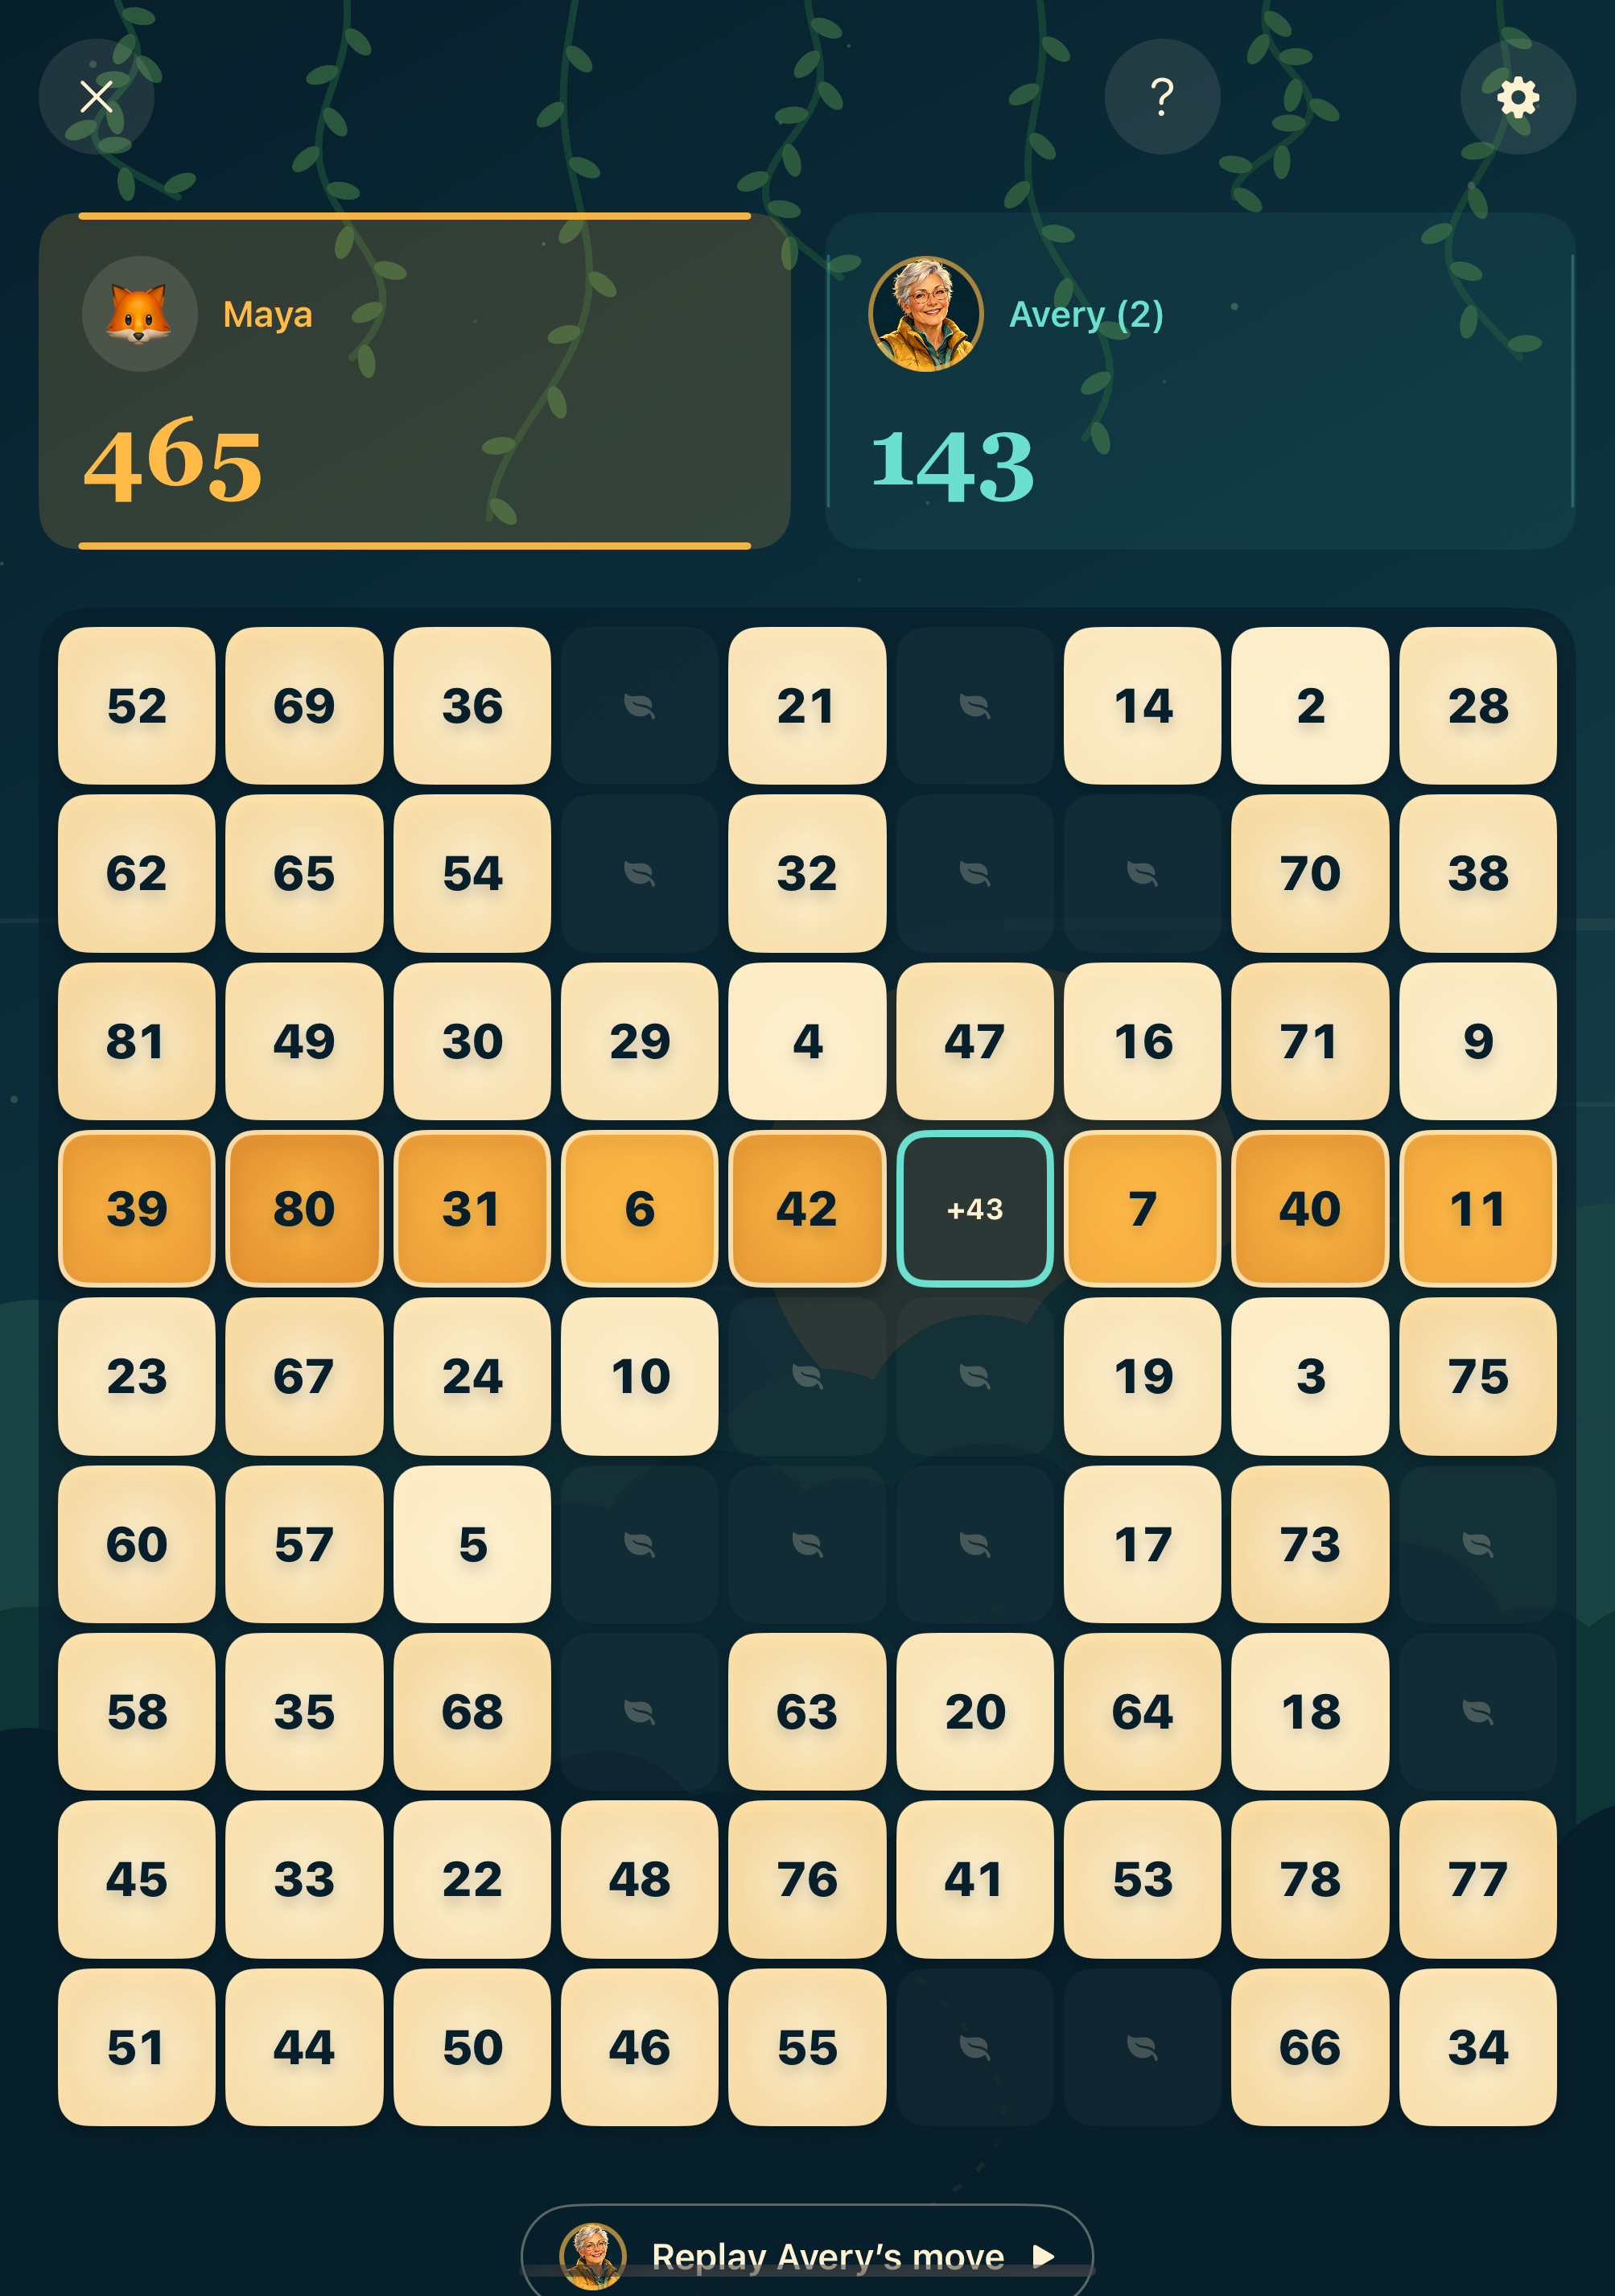 ?
Maya
Avery (2)
465
143
52 69 36 21 14 2 28
62 65 54 32 70 38
81 49 30 29 4 47 16 71 9
39 80 31 6 42 +43 7 40 11
23 67 24 10 19 3 75
60 57 5 17 73
58 35 68 63 20 64 18
45 33 22 48 76 41 53 78 77
51 44 50 46 55 66 34
Replay Avery’s move